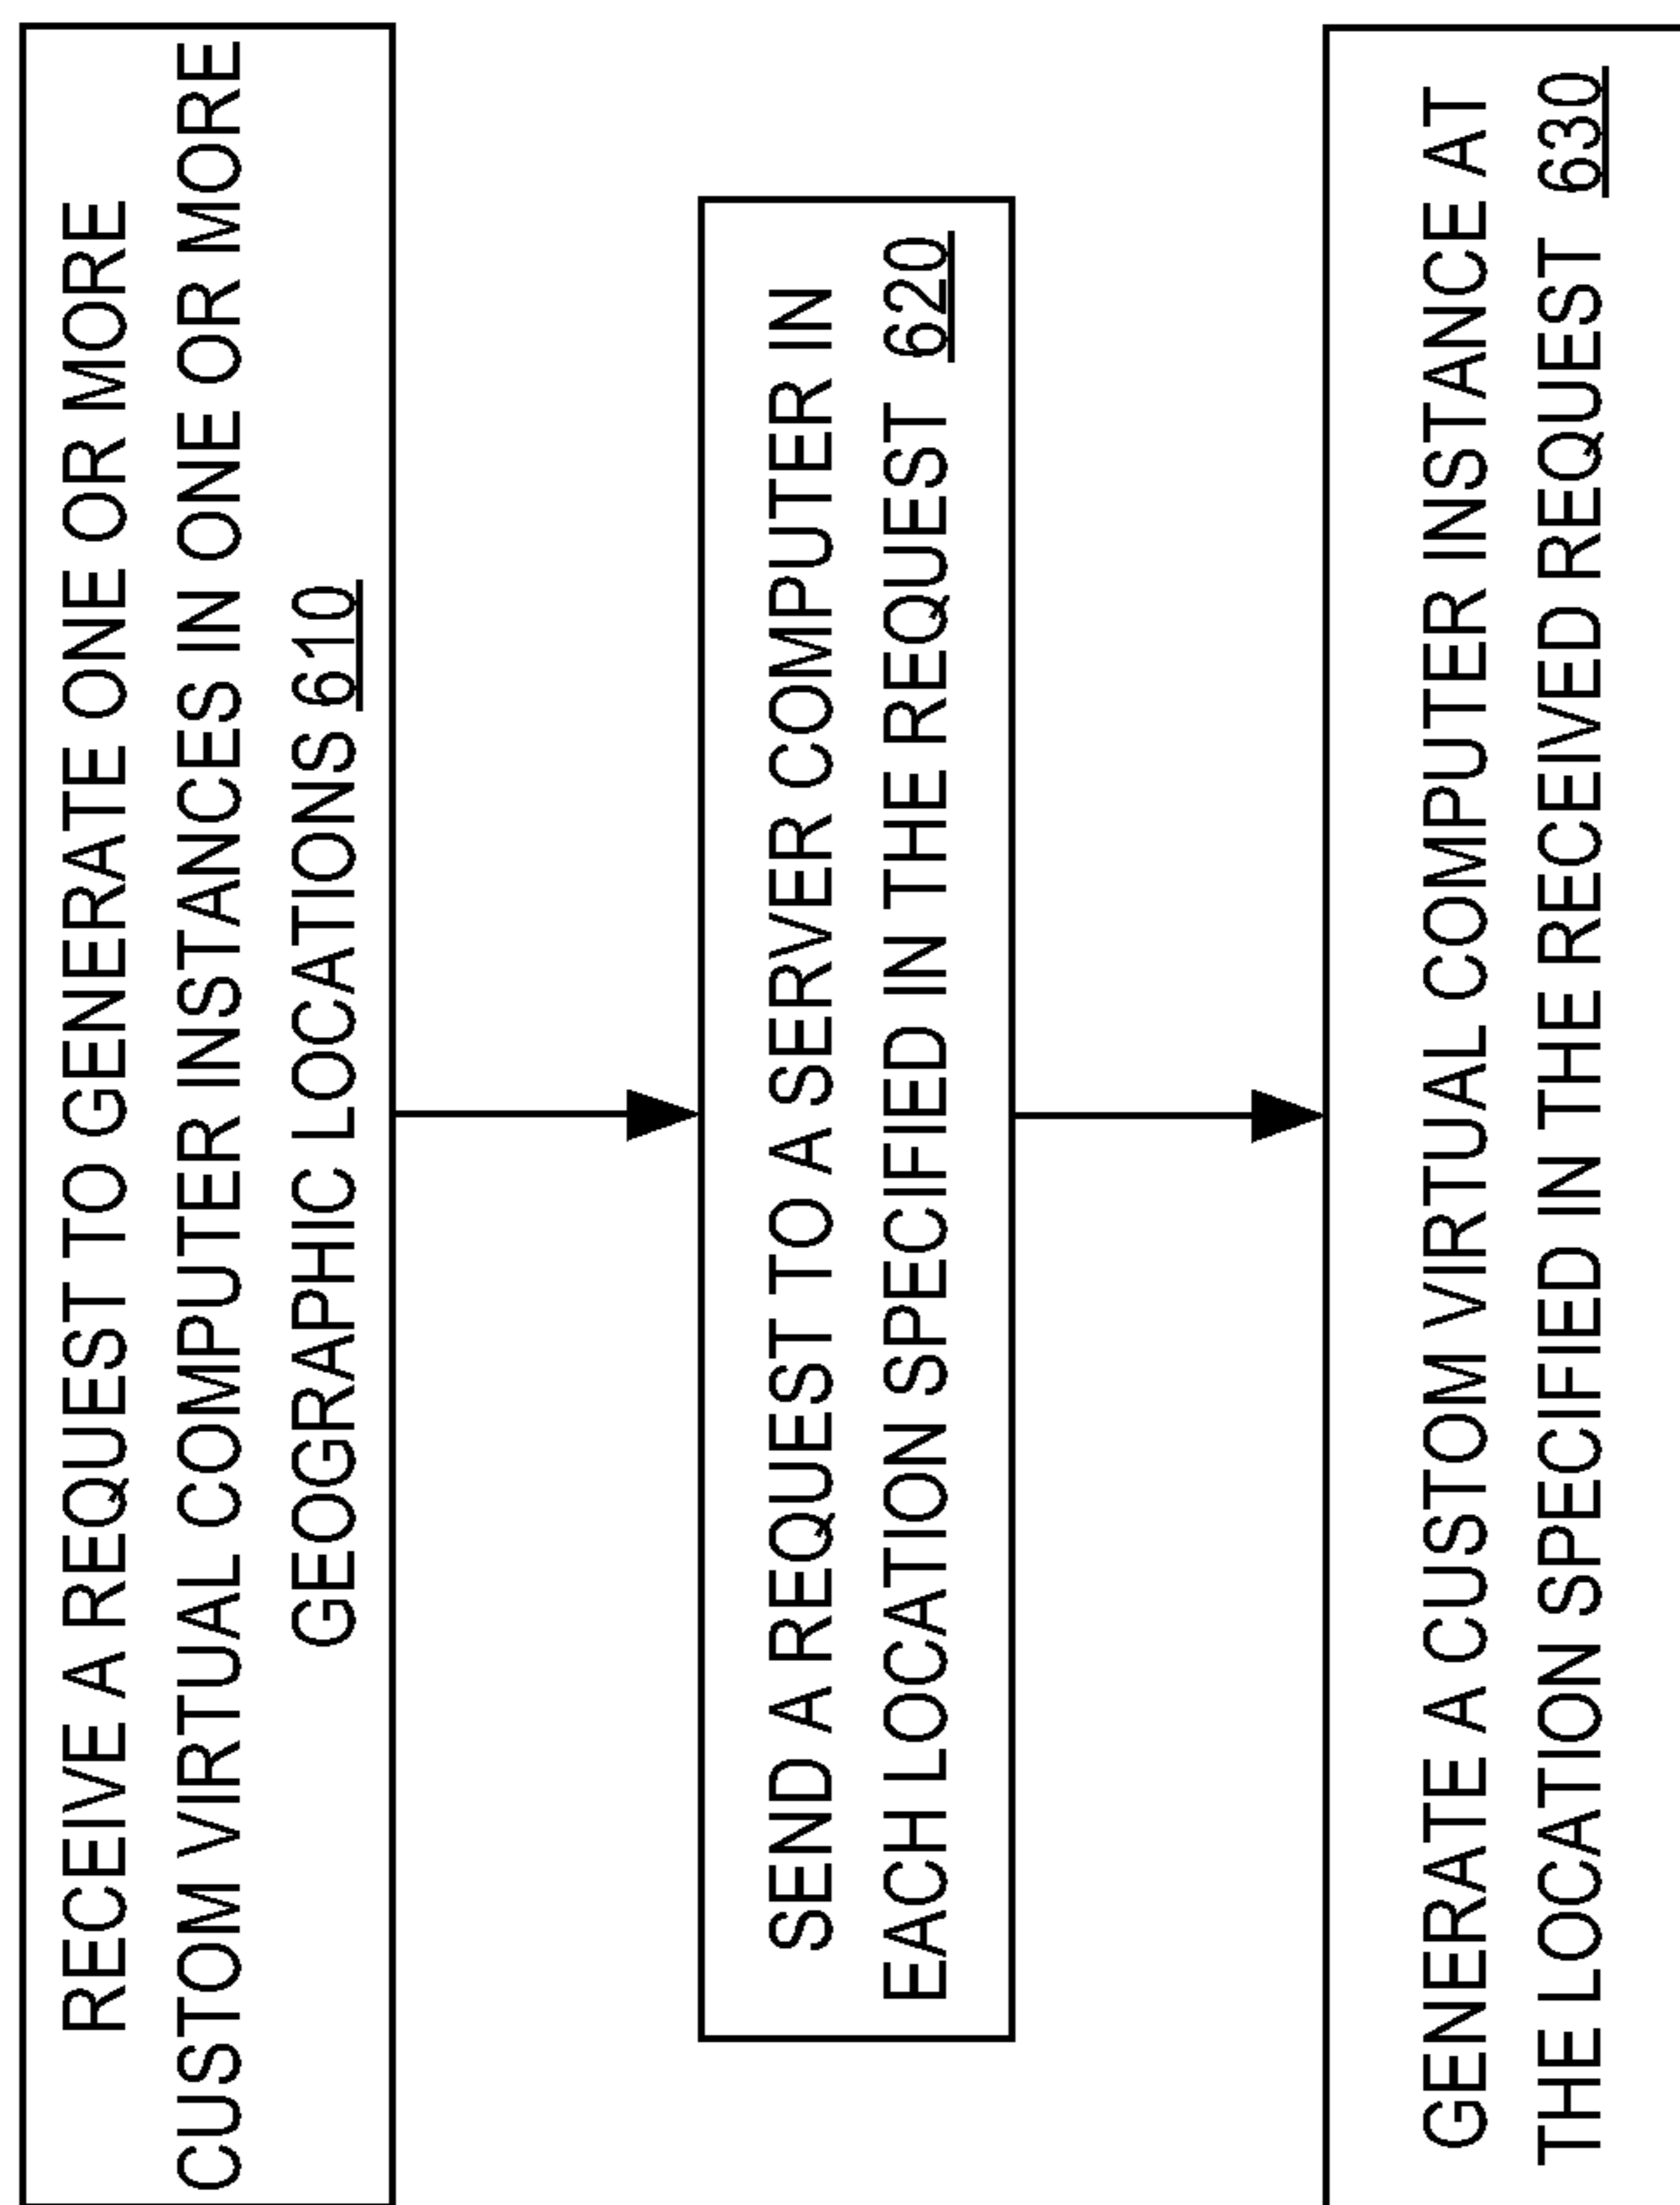 RECEIVE A REQUEST TO GENERATE ONE OR MORE
CUSTOM VIRTUAL COMPUTER INSTANCES IN ONE OR MORE
GEOGRAPHIC LOCATIONS 610
SEND A REQUEST TO A SERVER COMPUTER IN
EACH LOCATION SPECIFIED IN THE REQUEST 620
GENERATE A CUSTOM VIRTUAL COMPUTER INSTANCE AT
THE LOCATION SPECIFIED IN THE RECEIVED REQUEST 630